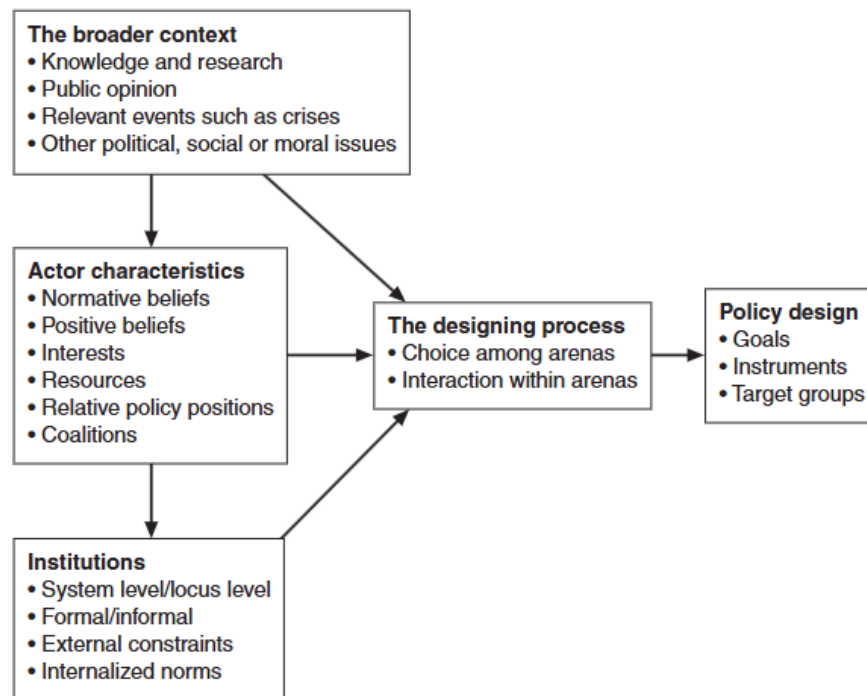 The broader context
• Knowledge and research
• Public opinion
• Relevant events such as crises
• Other political, social or moral issues
Actor characteristics
• Normative beliefs
• Positive beliefs
• Interests
• Resources
• Relative policy positions
• Coalitions
The designing process
• Choice among arenas
• Interaction within arenas
Policy design
• Goals
• Instruments
• Target groups
Institutions
• System level/locus level
• Formal/informal
• External constraints
• Internalized norms